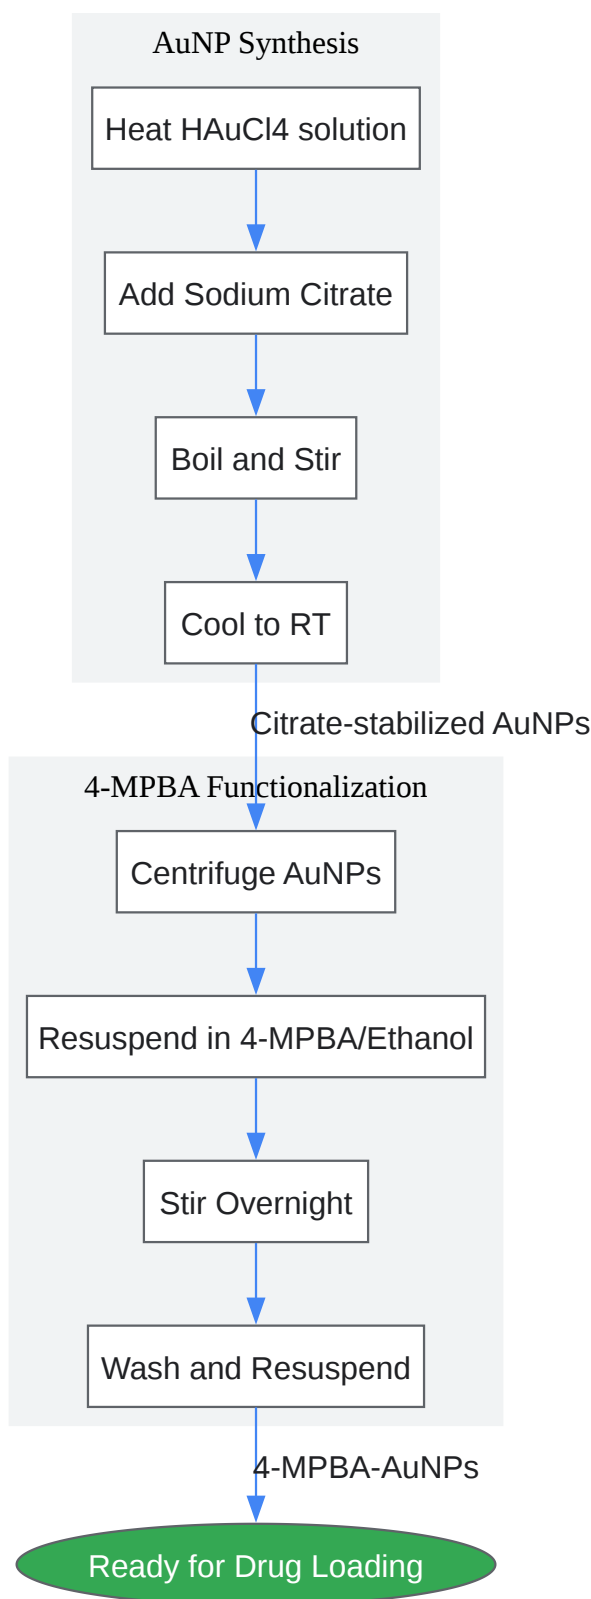 AuNP Synthesis
Heat HAuCl4 solution
Add Sodium Citrate
Boil and Stir
Cool to RT
Citrate-stabilized AuNPs
4-MPBA Functionalization
Centrifuge AuNPs
Resuspend in 4-MPBA/Ethanol
Stir Overnight
Wash and Resuspend
4-MPBA-AuNPs
Ready for Drug Loading